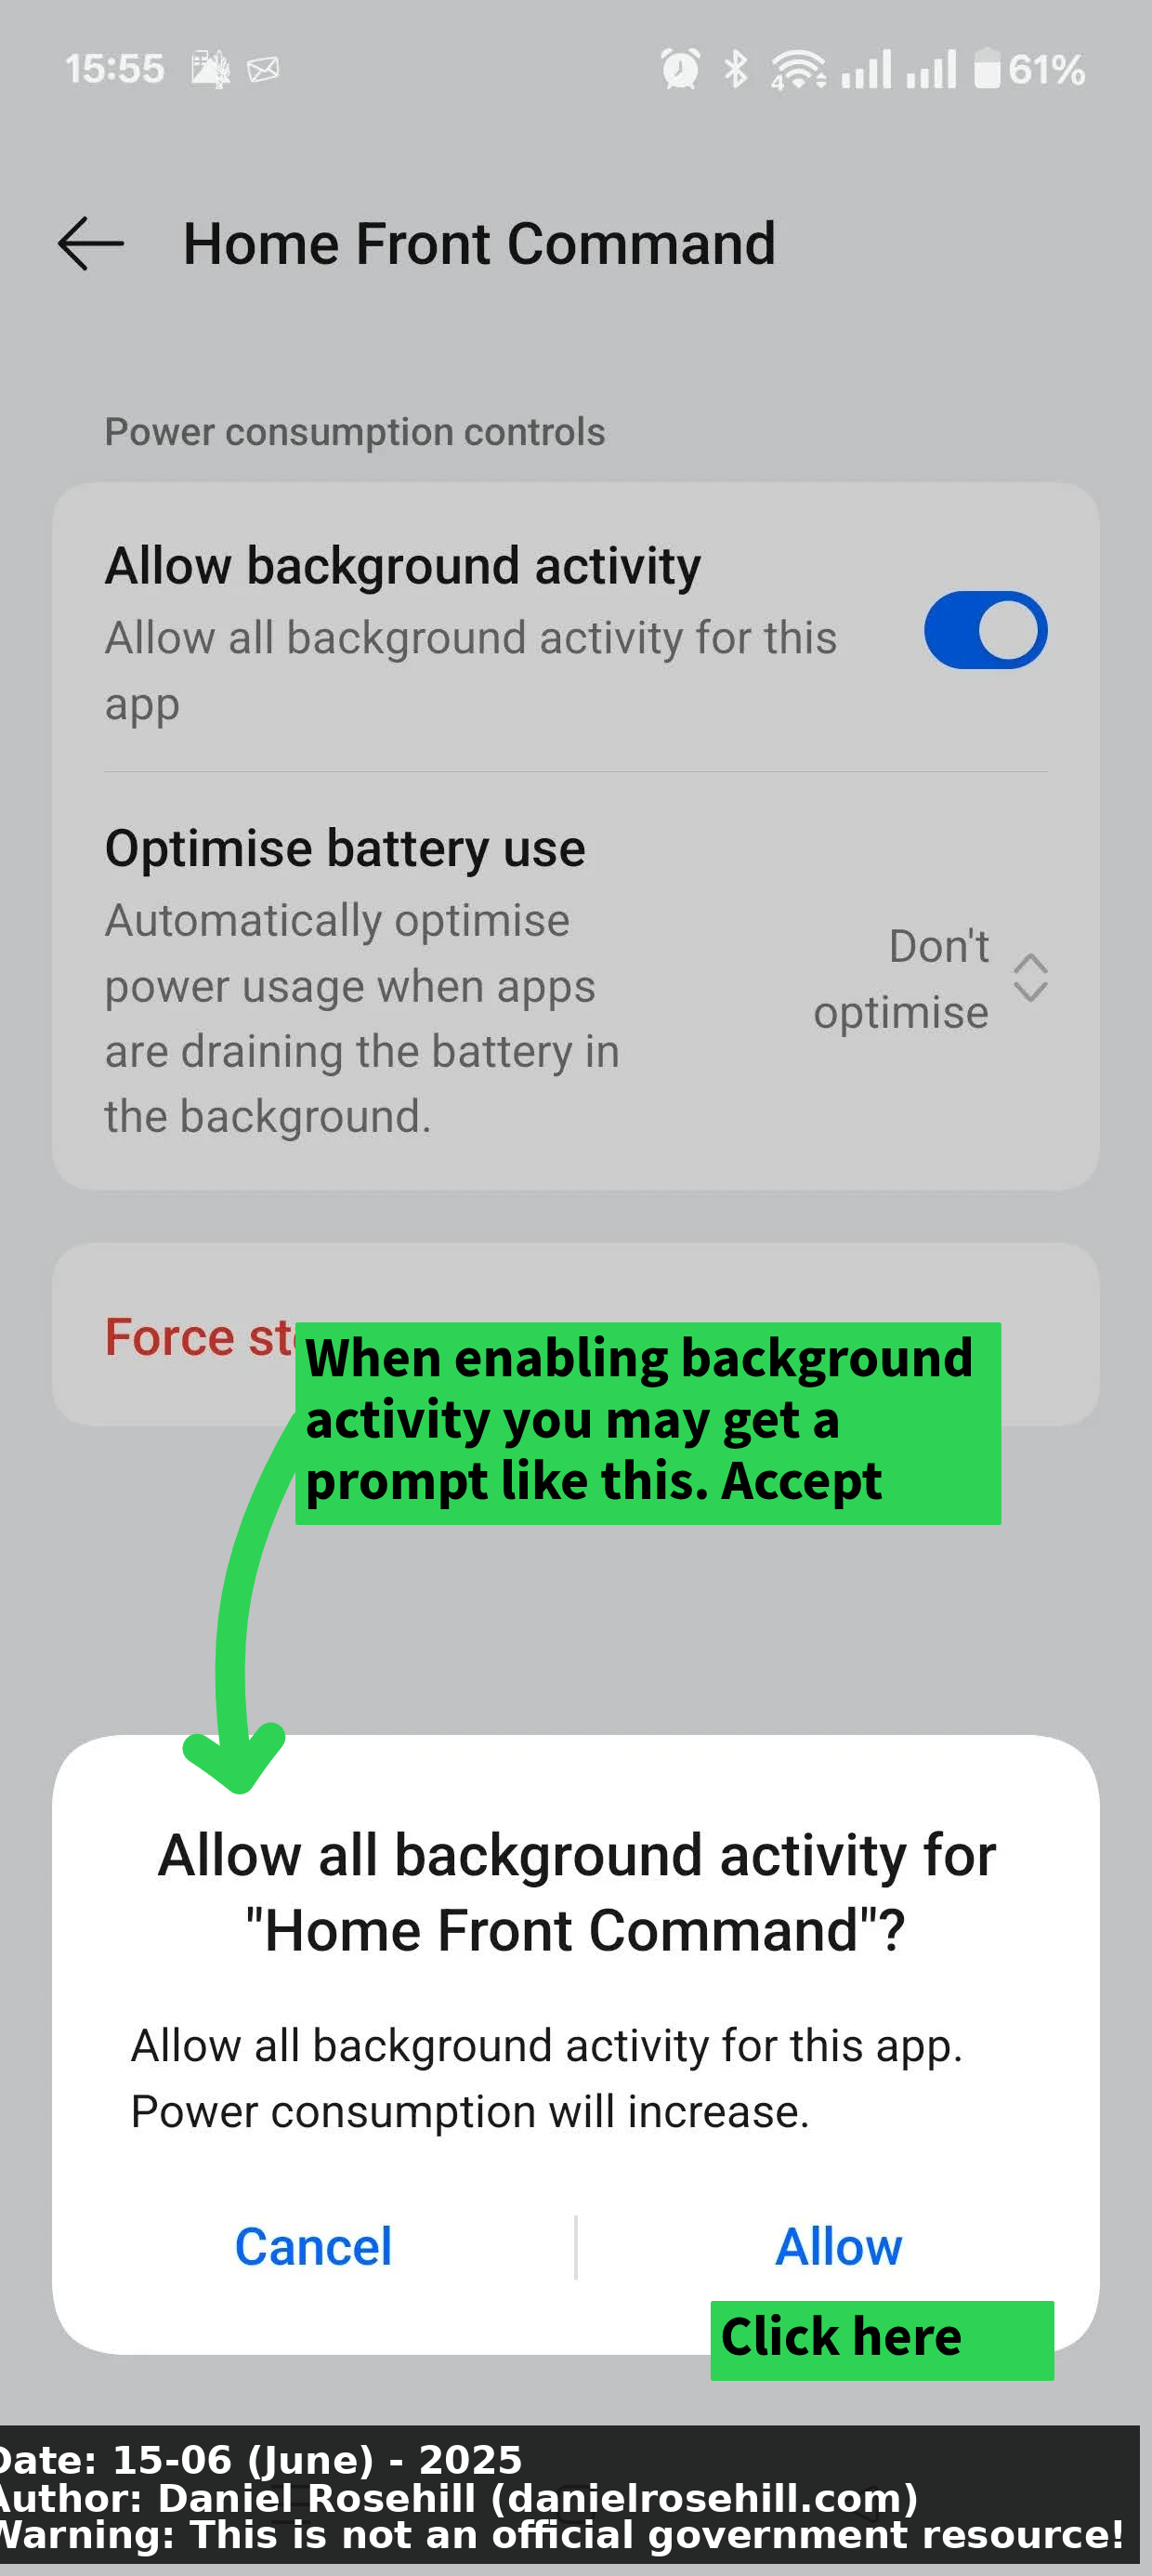 15:55
4
61%
Home Front Command
Power consumption controls
Allow background activity
Allow all background activity for this
app
Optimise battery use
Automatically optimise
power usage when apps
are draining the battery in
the background.
Don't
optimise
Force
When enabling background
activity you may get a
prompt like this. Accept
Allow all background activity for
"Home Front Command"?
Allow all background activity for this app.
Power consumption will increase.
Cancel
Allow
Click here
Date: 15-06 (June) - 2025
Author: Daniel Rosehill (danielrosehill.com)
Warning: This is not an official government resource!